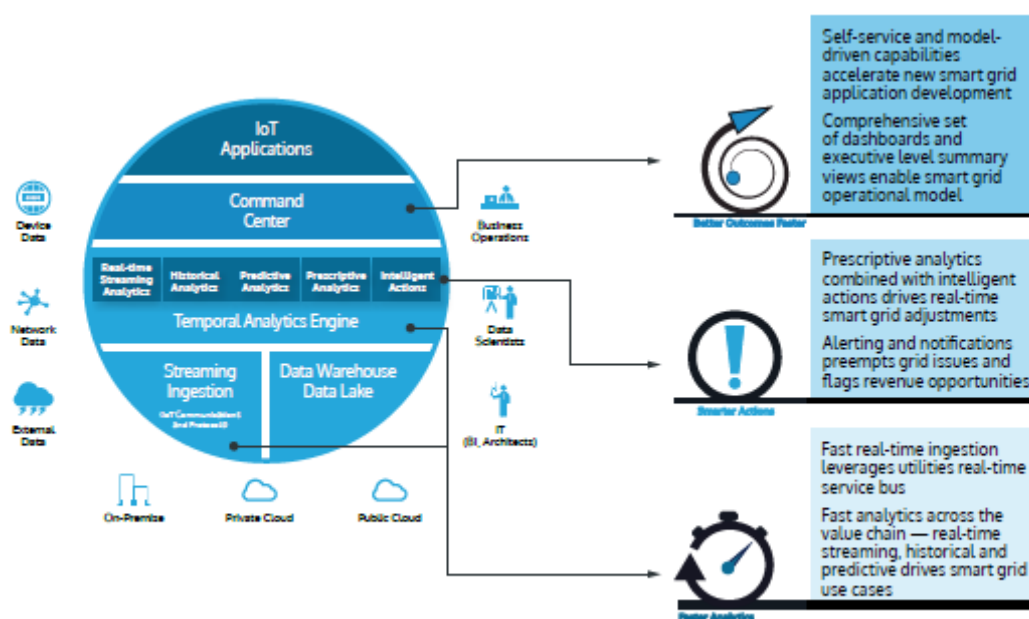 IoT
Applications
Command
Center
Real-time
Streaming
Analytics
Historical
Analytics
Predictive
Analytics
Prescriptive
Analytics
Intelligent
Actions
Temporal Analytics Engine
Streaming
Ingestion
(IoT Communications
and Protocols)
Data Warehouse
Data Lake
Device
Data
Network
Data
External
Data
Business
Operations
Data
Scientists
IT
(BI, Architects)
On-Premise
Private Cloud
Public Cloud
Self-service and model-
driven capabilities
accelerate new smart grid
application development
Comprehensive set
of dashboards and
executive level summary
views enable smart grid
operational model
Better Outcomes Faster
Prescriptive analytics
combined with intelligent
actions drives real-time
smart grid adjustments
Alerting and notifications
preempts grid issues and
flags revenue opportunities
Smarter Actions
Fast real-time ingestion
leverages utilities real-time
service bus
Fast analytics across the
value chain — real-time
streaming, historical and
predictive drives smart grid
use cases
Faster Analytics